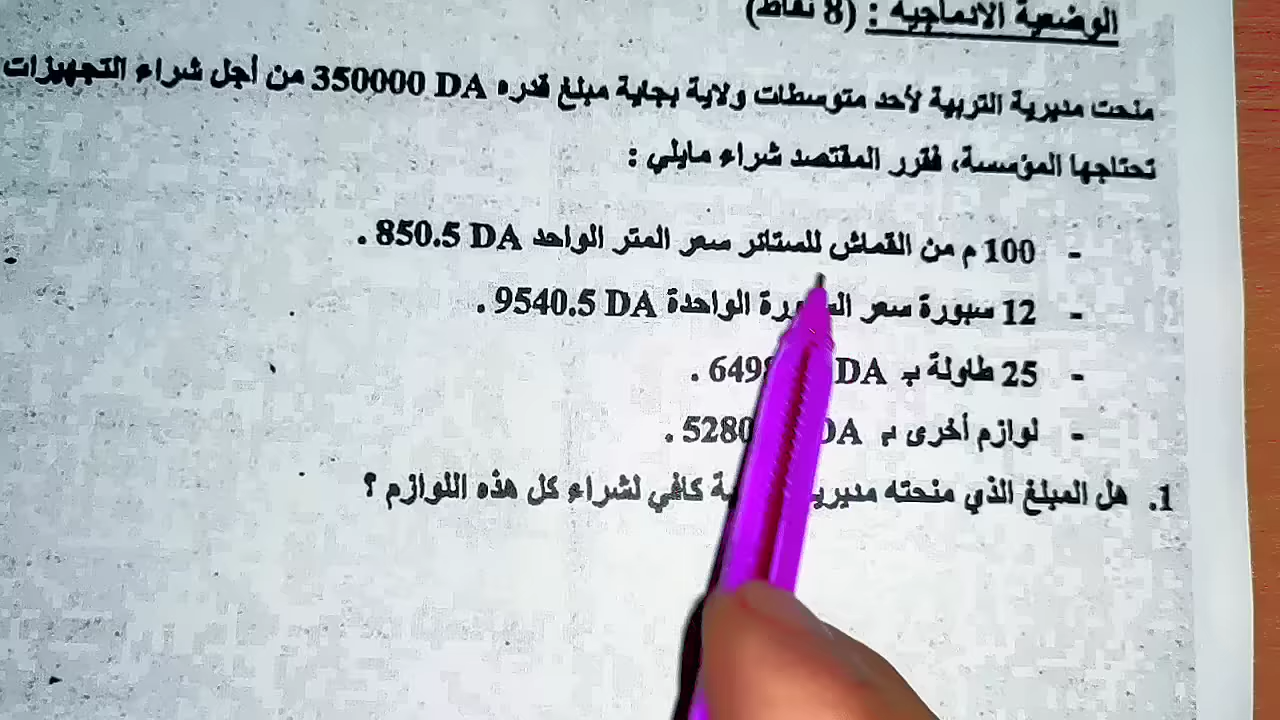 الوضعية الادماجية : (8 نقاط)
منحت مديرية التربية لأحد متوسطات ولاية بجاية مبلغ قدره 350000 DA من أجل شراء التجهيزات
تحتاجها المؤسسة، فقرر المقتصد شراء مايلي :
- 100 م من القماش للستائر سعر المتر الواحد 850.5 DA .
- 12 سبورة سعر الواحدة 9540.5 DA .
- 25 طاولة بـ DA .
- لوازم أخرى بـ DA .
1. هل المبلغ الذي منحته كافي لشراء كل هذه اللوازم ؟